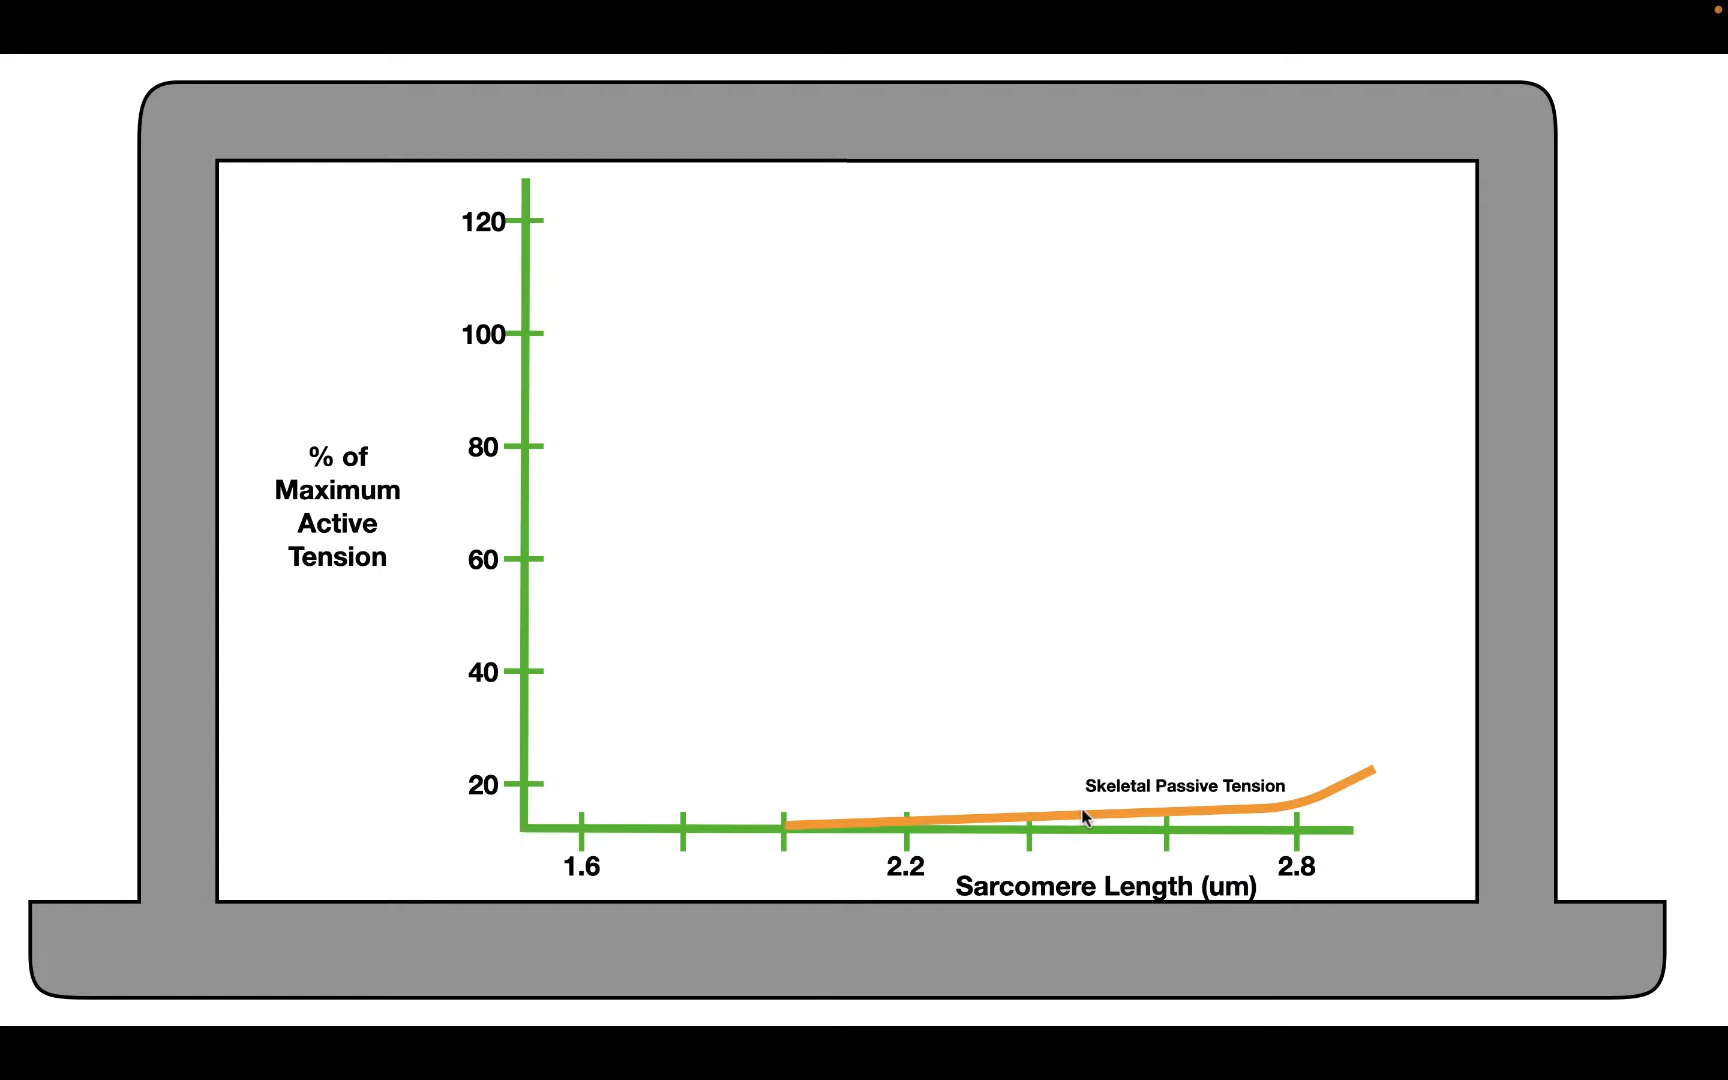 120
100
80
60
40
20
% of
Maximum
Active
Tension
Skeletal Passive Tension
1.6
2.2
2.8
Sarcomere Length (um)